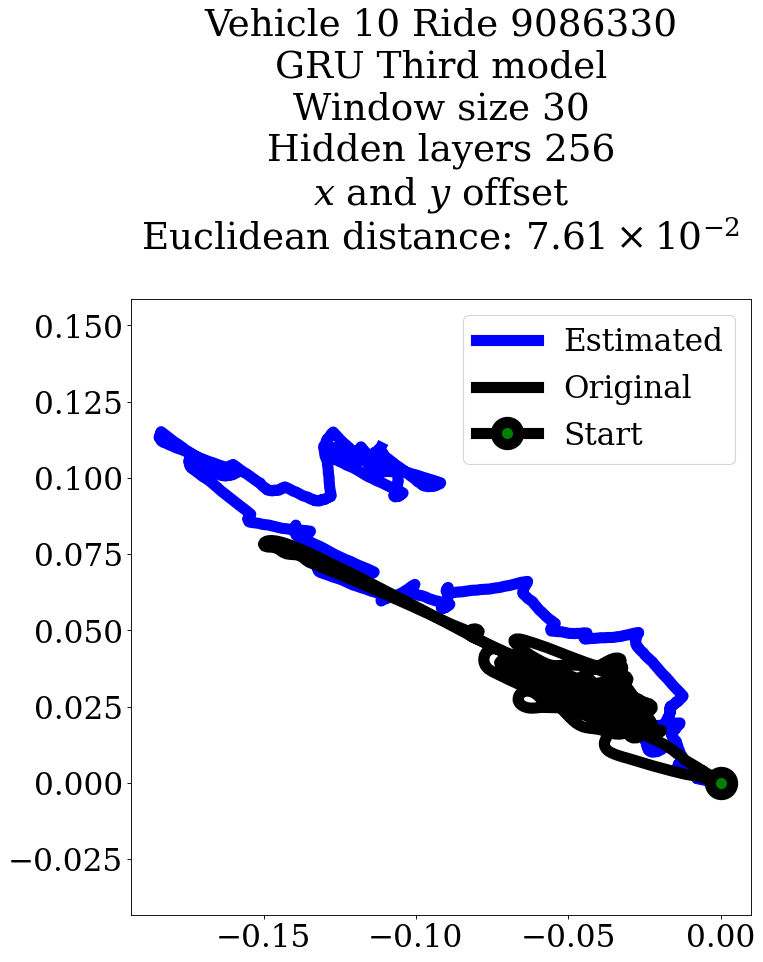 Vehicle 10 Ride 9086330
GRU Third model
Window size 30
Hidden layers 256
x and y offset
Euclidean distance: 7.61 × 10⁻²
Estimated
Original
Start
0.150
0.125
0.100
0.075
0.050
0.025
0.000
−0.025
−0.15
−0.10
−0.05
0.00